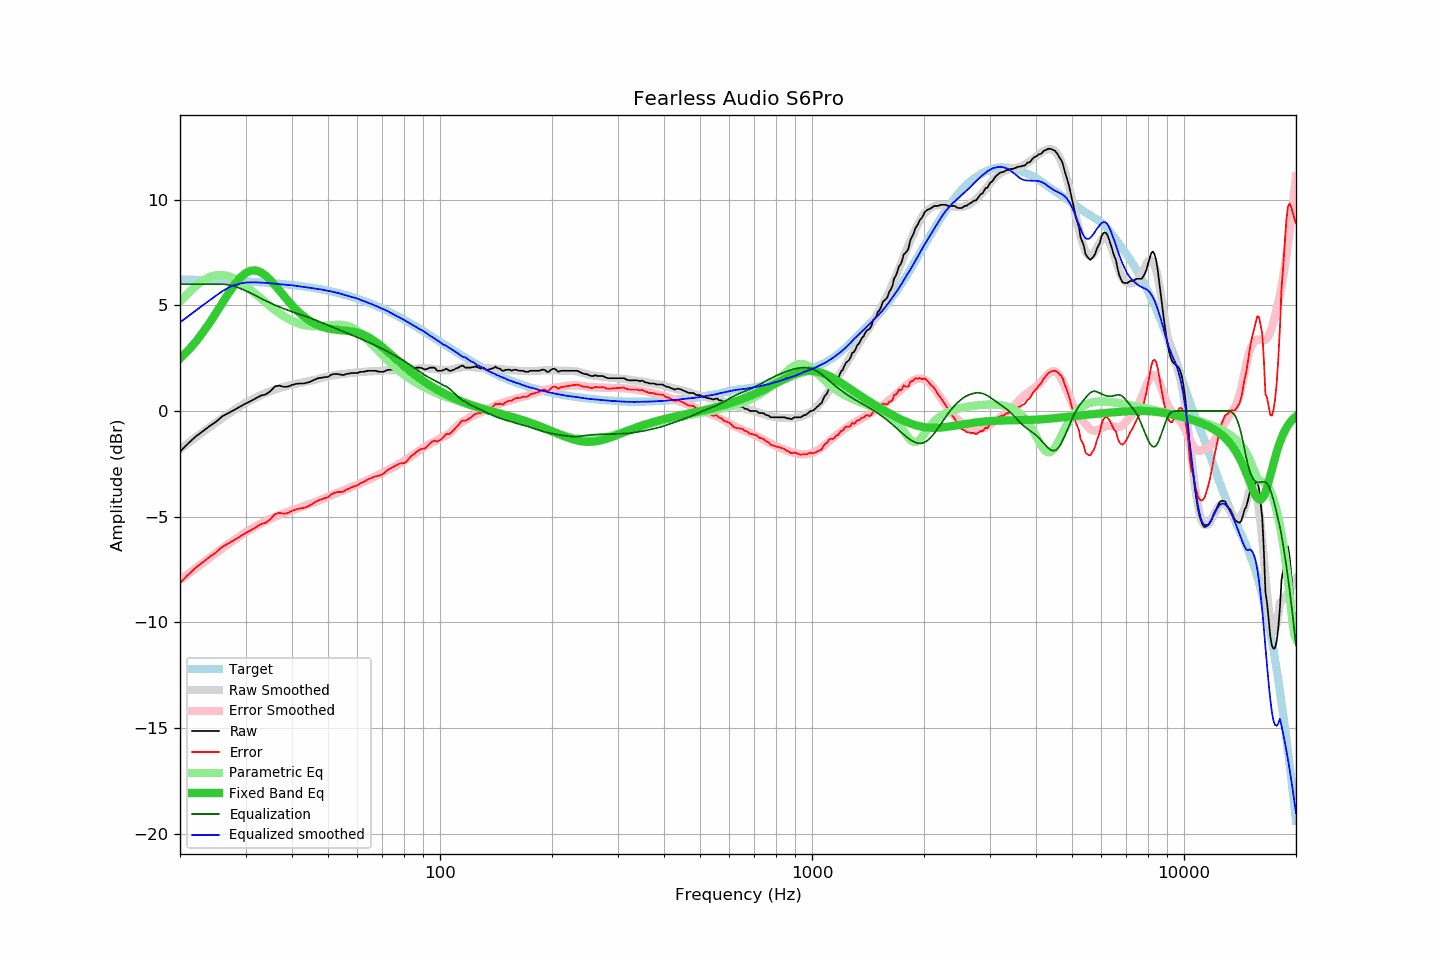 Fearless Audio S6Pro
10
5
0
−5
−10
−15
−20
Amplitude (dBr)
Target
Raw Smoothed
Error Smoothed
Raw
Error
Parametric Eq
Fixed Band Eq
Equalization
Equalized smoothed
100 1000 10000
Frequency (Hz)